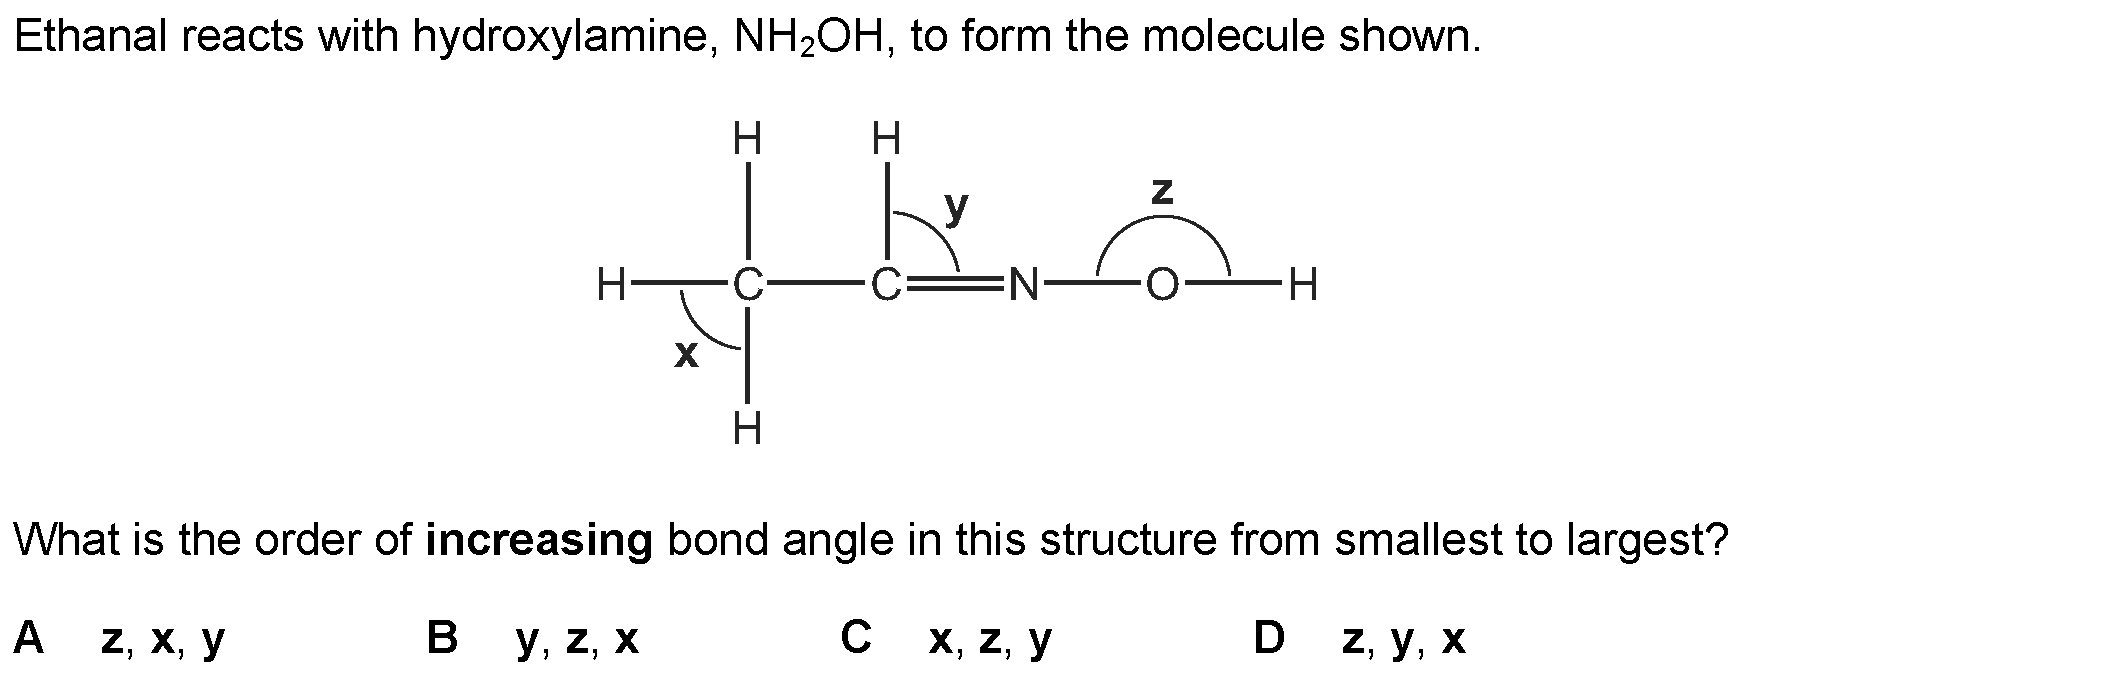 Ethanal reacts with hydroxylamine, NH₂OH, to form the molecule shown.
H H
y z
H C C N O H
x
H
What is the order of increasing bond angle in this structure from smallest to largest?
A z, x, y B y, z, x C x, z, y D z, y, x